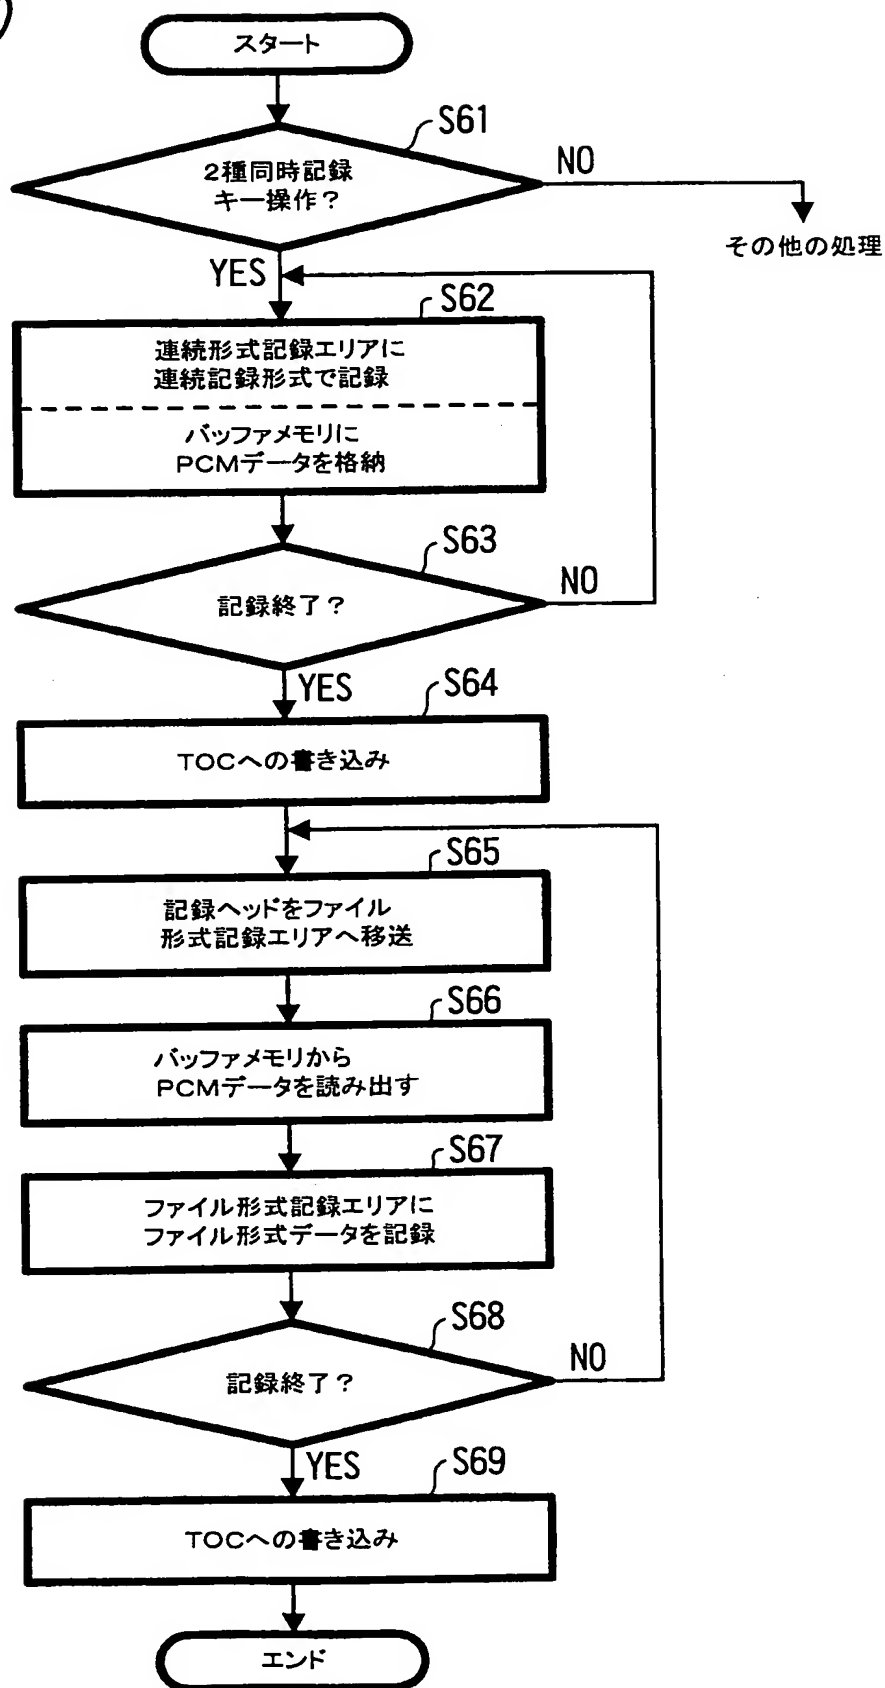 スタート
S61
2種同時記録
キー操作?
NO
その他の処理
YES
S62
連続形式記録エリアに
連続記録形式で記録
バッファメモリに
PCMデータを格納
S63
記録終了?
NO
YES
S64
TOCへの書き込み
S65
記録ヘッドをファイル
形式記録エリアへ移送
S66
バッファメモリから
PCMデータを読み出す
S67
ファイル形式記録エリアに
ファイル形式データを記録
S68
記録終了?
NO
YES
S69
TOCへの書き込み
エンド